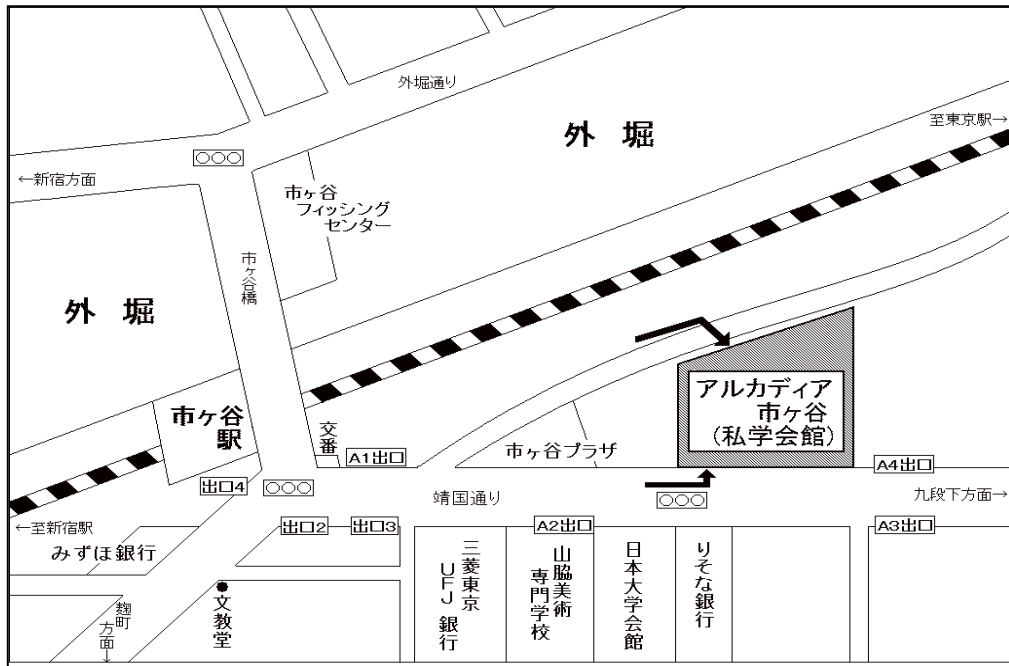 外堀通り
外 堀
至東京駅→
○○○
←新宿方面
市ヶ谷
フィッシング
センター
市ヶ谷橋
外 堀
市ヶ谷
駅
交番
A1出口
市ヶ谷プラザ
アルカディア
市ヶ谷
(私学会館)
A4出口
出口4
○○○
靖国通り
○○○
九段下方面→
←至新宿駅
みずほ銀行
出口2
出口3
A2出口
A3出口
三菱東京
UFJ 銀行
山脇美術
専門学校
日本大学会館
りそな銀行
文教堂
麹町
方面→